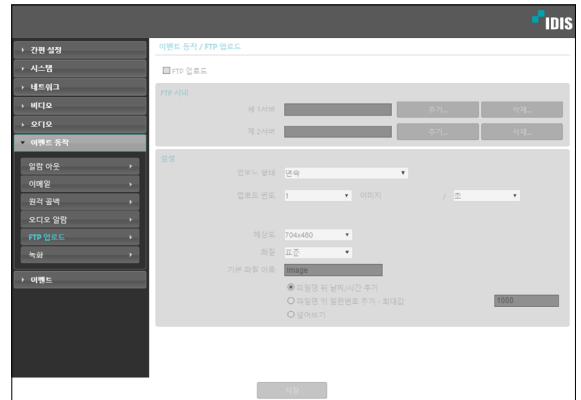 IDIS
간편 설정
시스템
네트워크
비디오
오디오
이벤트 동작
알람 아웃
이메일
원격 콜백
오디오 알람
FTP 업로드
녹화
이벤트
이벤트 동작 / FTP 업로드
FTP 업로드
FTP 서버
제 1서버 추가... 삭제...
제 2서버 추가... 삭제...
설정
업로드 형태 연속
업로드 빈도 1 이미지 / 초
해상도 704x480
화질 표준
기본 파일 이름 image
파일명 뒤 날짜/시간 추가
파일명 뒤 일련번호 추가 - 최대값 1000
덮어쓰기
저장